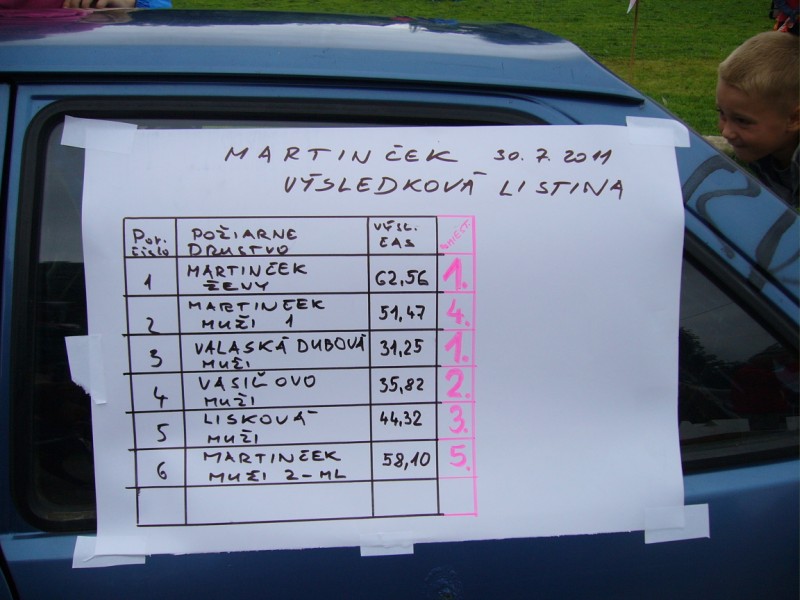 MARTINČEK 30.7.2011
VÝSLEDKOVÁ LISTINA
Por. číslo POŽIARNE DRUSTVO VÝSL. ČAS UMIEST.
1 MARTINČEK ŽENY 62,56 1.
2 MARTINČEK MUŽI 1 51,47 4.
3 VALASKÁ DUBOVÁ MUŽI 31,25 1.
4 VASIĽOVO MUŽI 35,82 2.
5 LISKOVÁ MUŽI 44,32 3.
6 MARTINČEK MUŽI 2-ML 58,10 5.